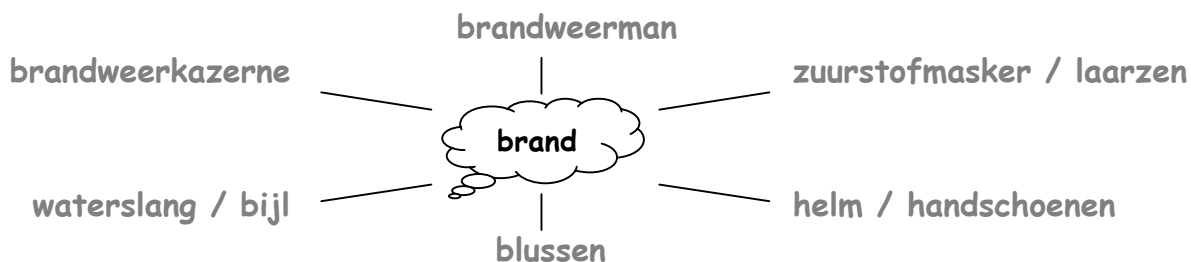 brandweerman
brandweerkazerne
zuurstofmasker / laarzen
brand
waterslang / bijl
helm / handschoenen
blussen